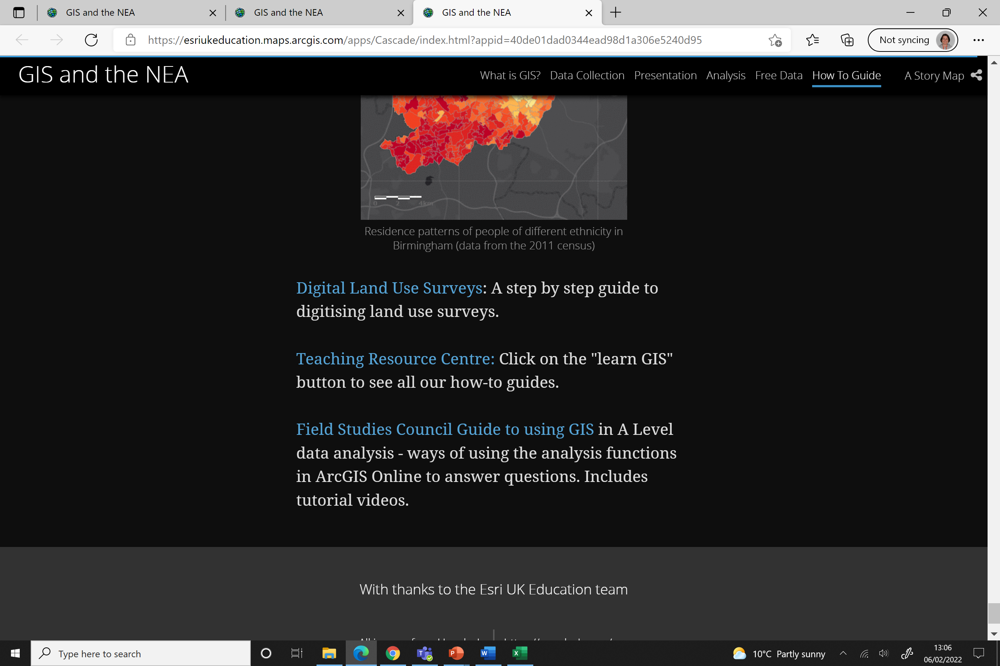 GIS and the NEA
GIS and the NEA
GIS and the NEA
https://esriukeducation.maps.arcgis.com/apps/Cascade/index.html?appid=40de01dad0344ead98d1a306e5240d95
Not syncing
GIS and the NEA
What is GIS? Data Collection Presentation Analysis Free Data How To Guide A Story Map
0 2 4km
Residence patterns of people of different ethnicity in
Birmingham (data from the 2011 census)
Digital Land Use Surveys: A step by step guide to
digitising land use surveys.
Teaching Resource Centre: Click on the "learn GIS"
button to see all our how-to guides.
Field Studies Council Guide to using GIS in A Level
data analysis - ways of using the analysis functions
in ArcGIS Online to answer questions. Includes
tutorial videos.
With thanks to the Esri UK Education team
Type here to search
10°C Partly sunny
13:06
06/02/2022